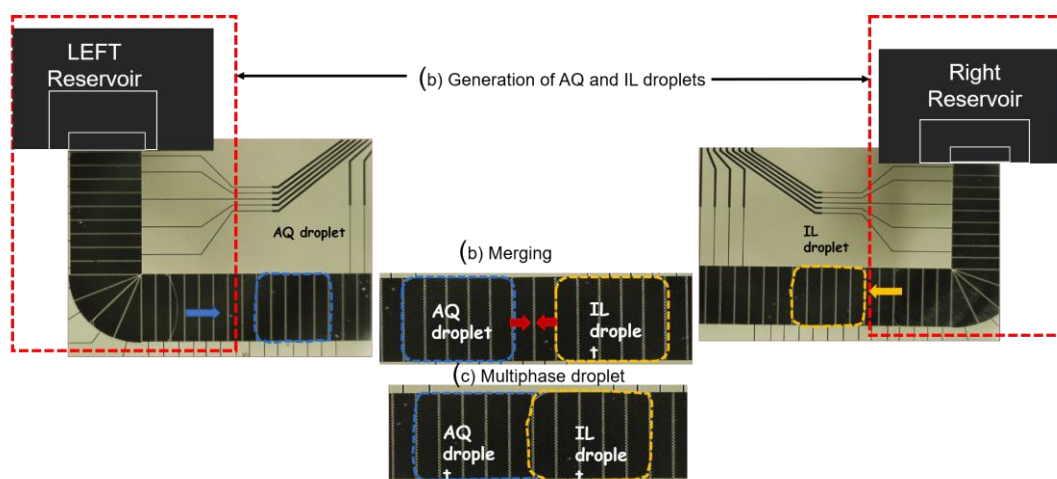 LEFT
Reservoir
(b) Generation of AQ and IL droplets
Right
Reservoir
AQ droplet
IL
droplet
(b) Merging
AQ
droplet
IL
drople
t
(c) Multiphase droplet
AQ
drople
t
IL
drople
t